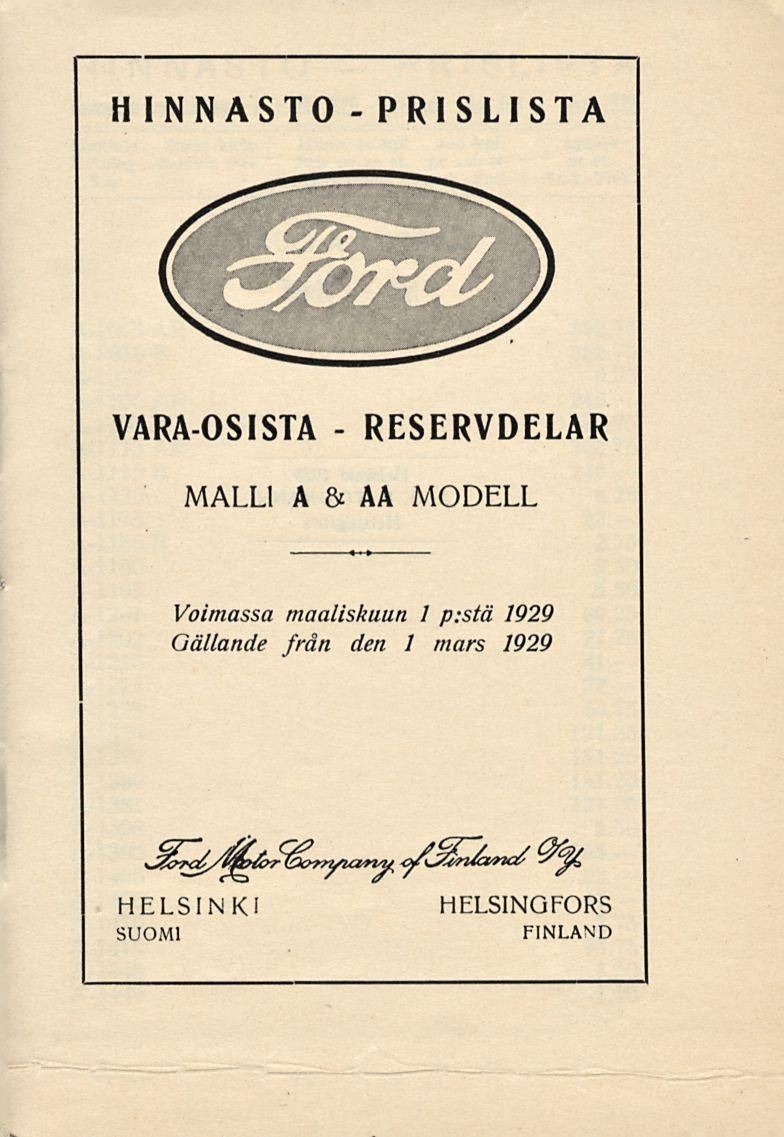 HINNASTO - PRISLISTA
Ford
VARA-OSISTA - RESERVDELAR
MALLI A & AA MODELL
Voimassa maaliskuun 1 p:stä 1929
Gällande från den 1 mars 1929
Ford Motor Company of Finland O/Y.
HELSINKI HELSINGFORS
SUOMI FINLAND